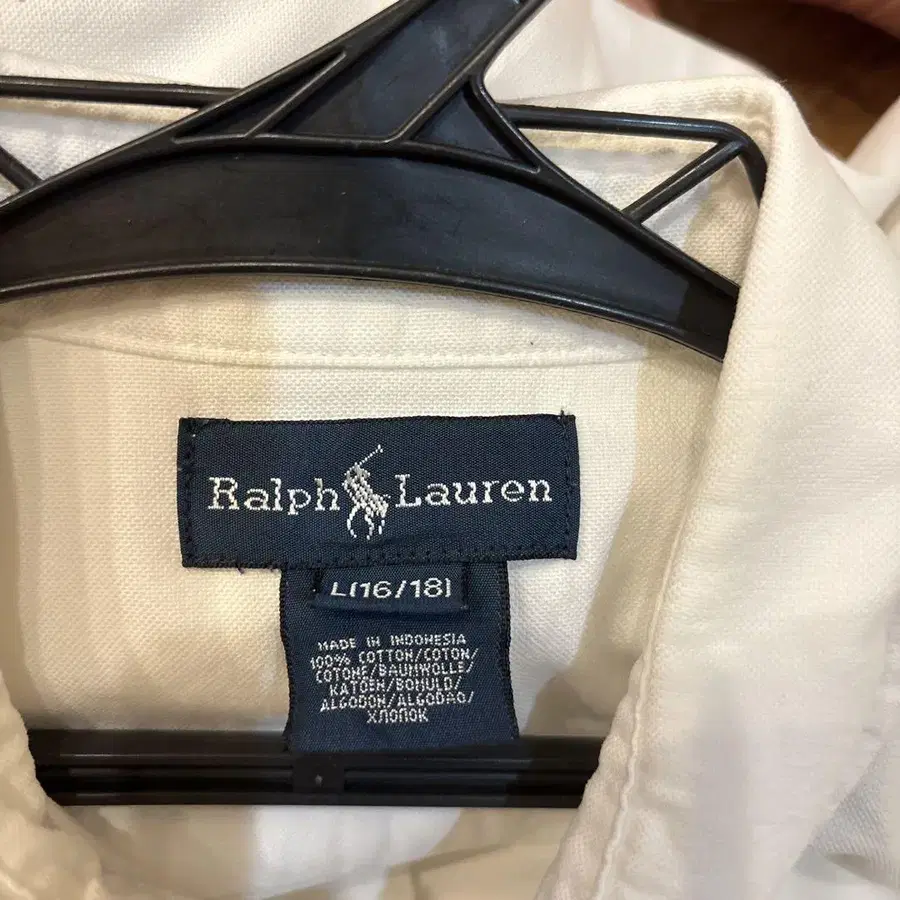 Ralph Lauren
L(16/18)
MADE IN INDONESIA
100% COTTON/COTON/
COTONE/BAUMWOLLE/
KATOEN/BOMULD/
ALGODON/ALGODAO/
ХЛОПОК